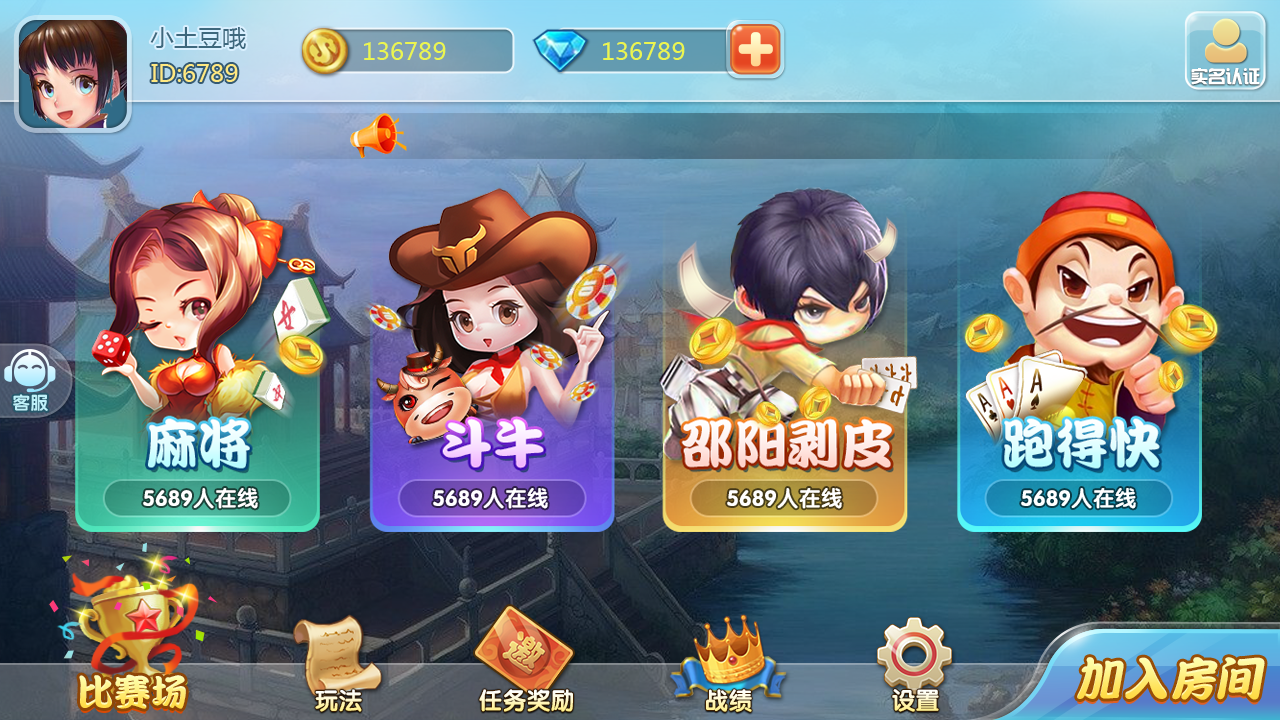 小土豆哦
ID:6789
136789
136789
实名认证
客服
麻将
5689人在线
斗牛
5689人在线
邵阳剥皮
5689人在线
跑得快
5689人在线
A
A
A
比赛场
玩法
任务奖励
战绩
设置
加入房间